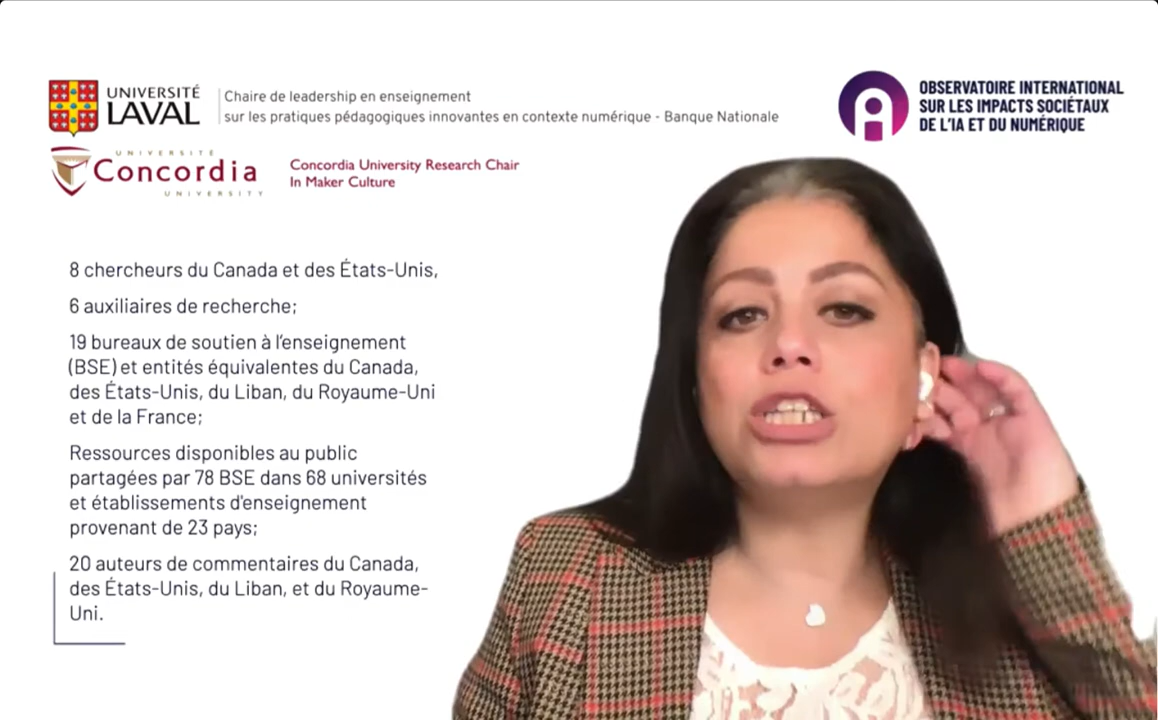 UNIVERSITÉ
LAVAL
Chaire de leadership en enseignement
sur les pratiques pédagogiques innovantes en contexte numérique - Banque Nationale
OBSERVATOIRE INTERNATIONAL
SUR LES IMPACTS SOCIÉTAUX
DE L'IA ET DU NUMÉRIQUE
UNIVERSITÉ
Concordia
UNIVERSITY
Concordia University Research Chair
In Maker Culture
8 chercheurs du Canada et des États-Unis,
6 auxiliaires de recherche;
19 bureaux de soutien à l'enseignement
(BSE) et entités équivalentes du Canada,
des États-Unis, du Liban, du Royaume-Uni
et de la France;
Ressources disponibles au public
partagées par 78 BSE dans 68 universités
et établissements d'enseignement
provenant de 23 pays;
20 auteurs de commentaires du Canada,
des États-Unis, du Liban, et du Royaume-
Uni.